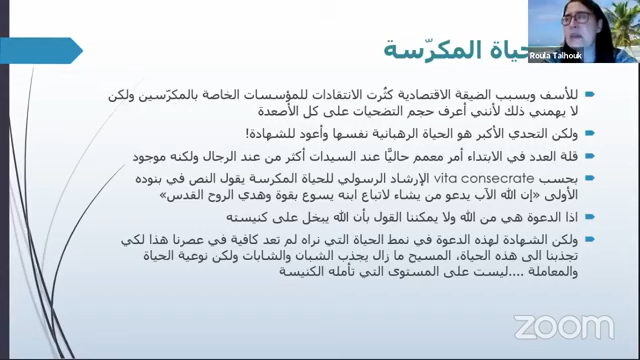 حياة المكرّسة
Roula Talhouk
للأسف وبسبب الضيقة الاقتصادية كثُرت الانتقادات للمؤسسات الخاصة بالمكرّسين ولكن
لا يهمني ذلك لأنني أعرف حجم التضحيات على كل الأصعدة
ولكن التحدي الأكبر هو الحياة الرهبانية نفسها وأعود للشهادة!
قلة العدد في الابتداء أمر معمم حاليًّا عند السيدات أكثر من عند الرجال ولكنه موجود
بحسب vita consecrate الإرشاد الرسولي للحياة المكرسة يقول النص في بنوده
الأولى «إن الله الآب يدعو من يشاء لاتباع ابنه يسوع بقوة وهدي الروح القدس»
اذا الدعوة هي من الله ولا يمكننا القول بأن الله يبخل على كنيسته
ولكن الشهادة لهذه الدعوة في نمط الحياة التي نراه لم تعد كافية في عصرنا هذا لكي
تجذبنا الى هذه الحياة، المسيح ما زال يجذب الشبان والشابات ولكن نوعية الحياة
والمعاملة ....ليست على المستوى التي تأمله الكنيسة
zoom